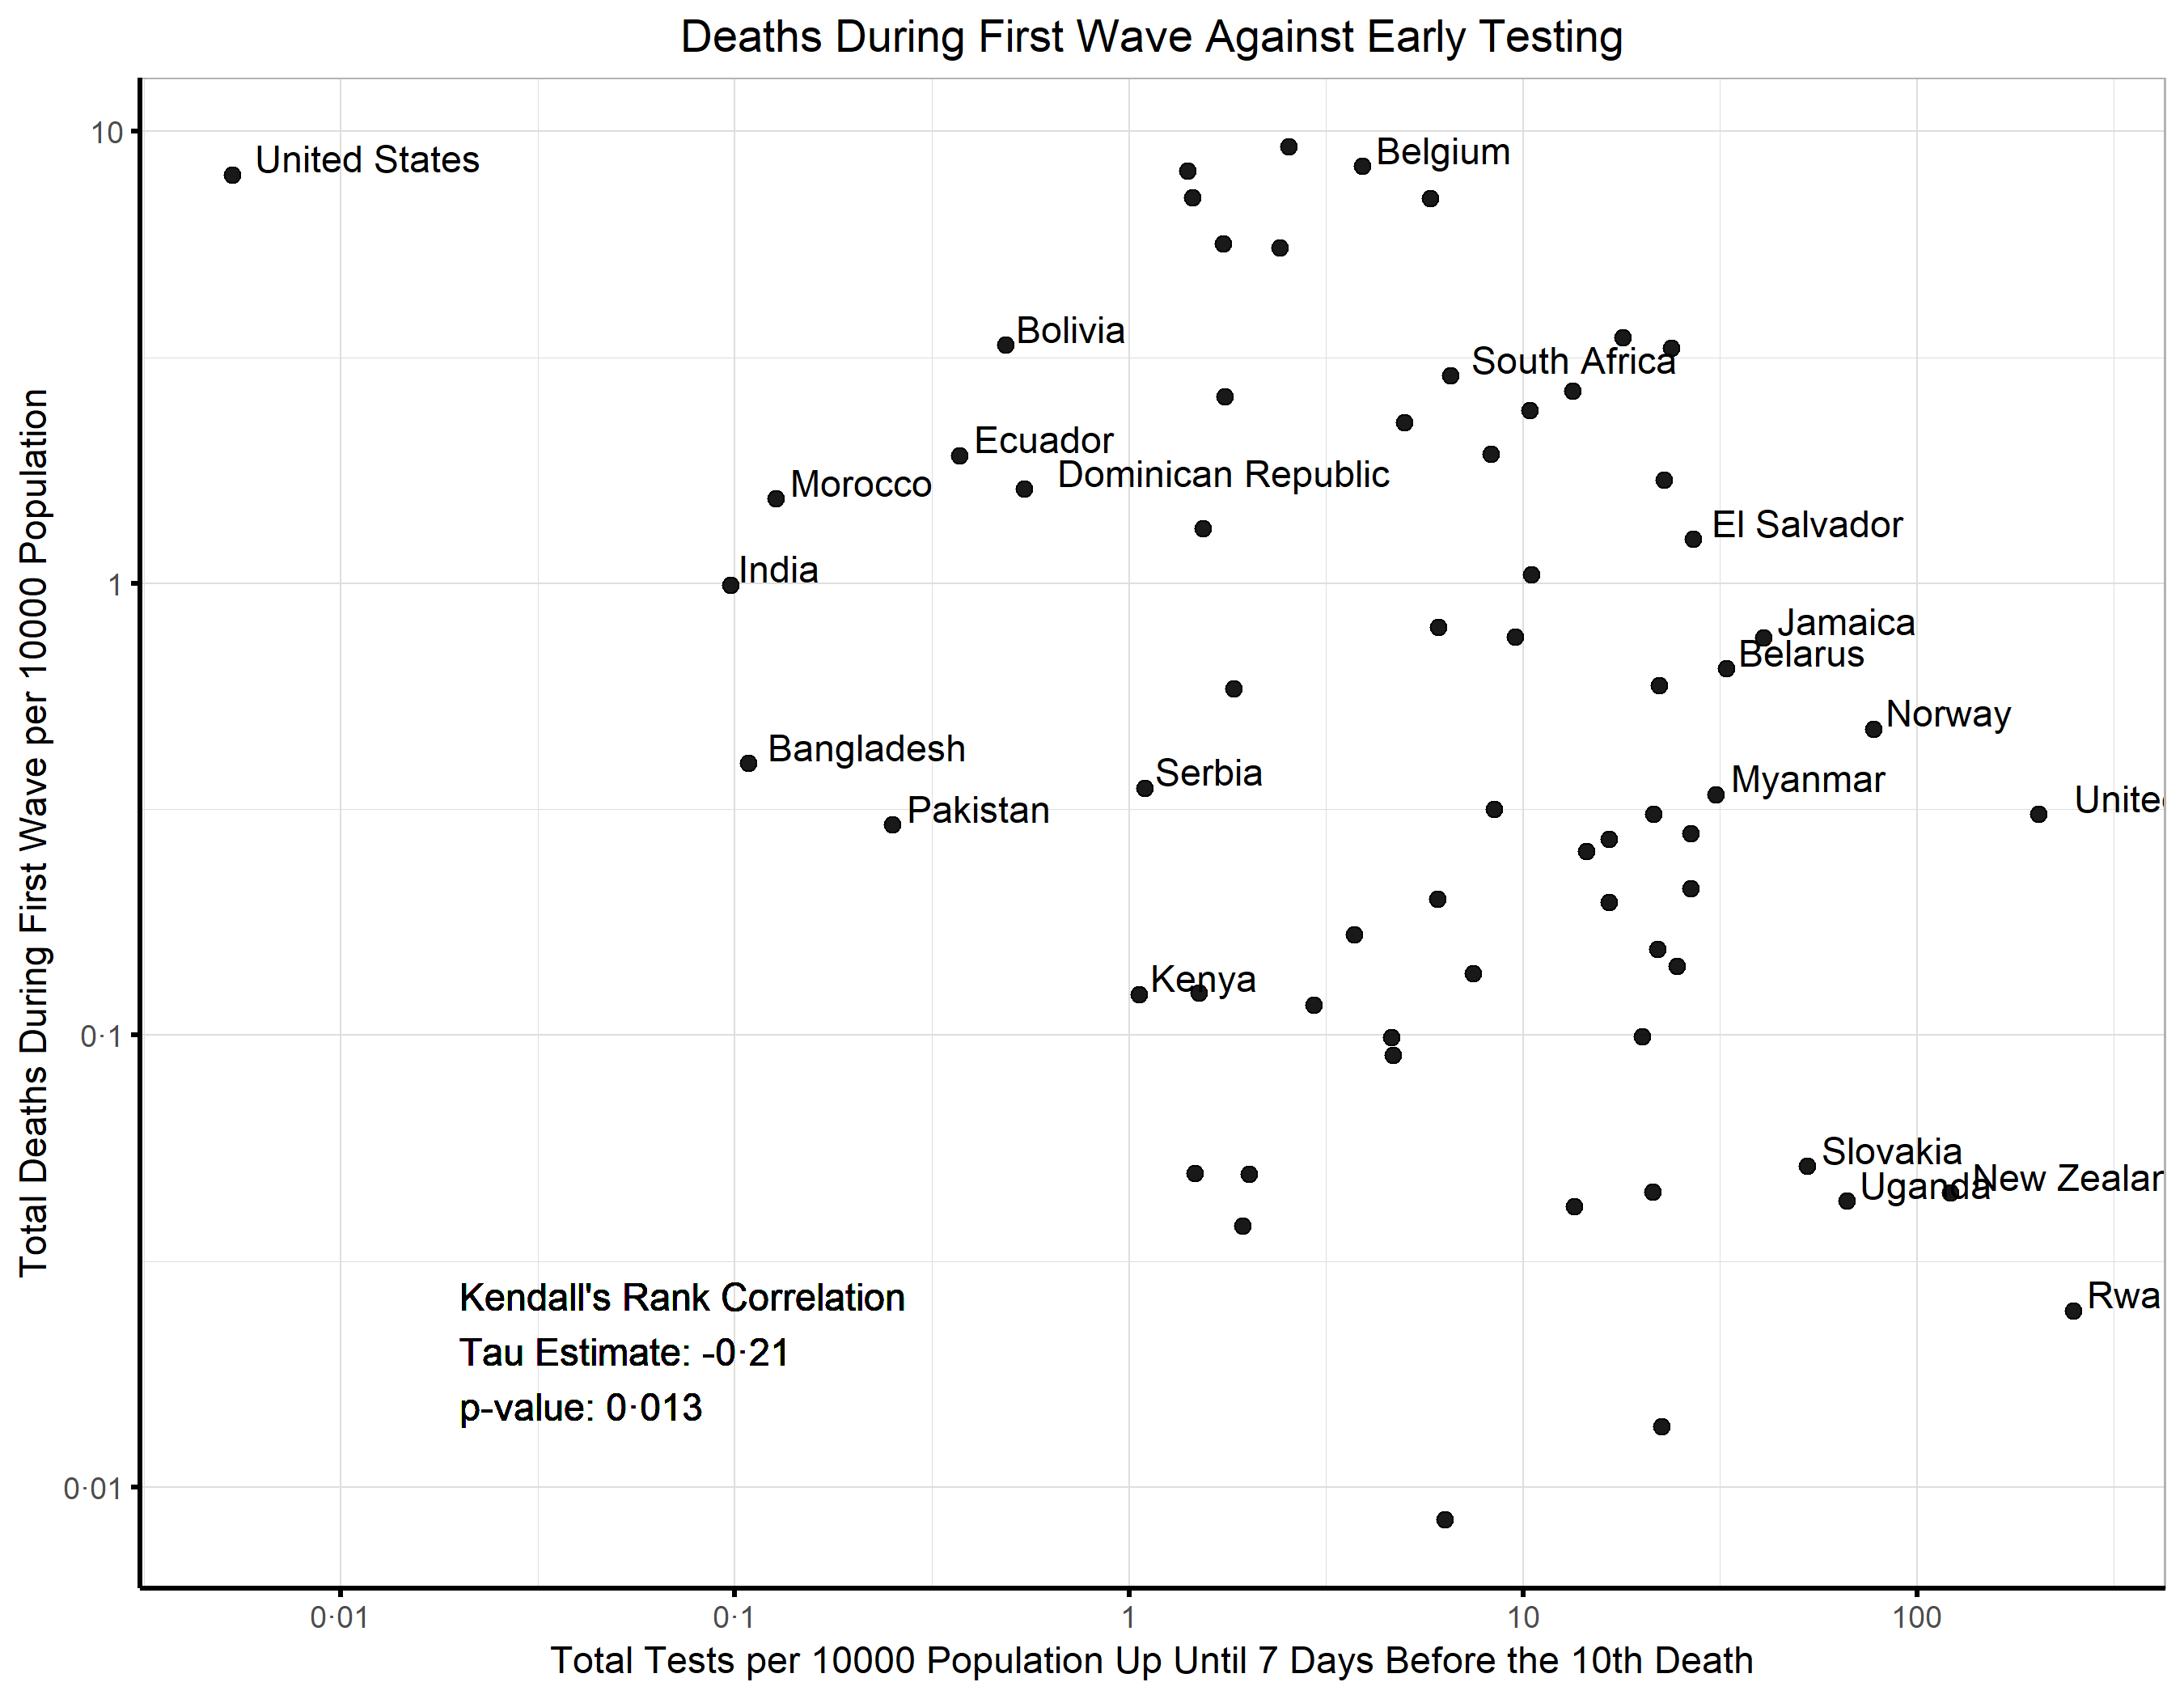 Deaths During First Wave Against Early Testing
Total Deaths During First Wave per 10000 Population
10
1
0·1
0·01
United States
Belgium
Bolivia
South Africa
Ecuador
Dominican Republic
Morocco
El Salvador
India
Jamaica
Belarus
Norway
Bangladesh
Serbia
Myanmar
Unite
Pakistan
Kenya
Slovakia
New Zealan
Uganda
Rwa
Kendall's Rank Correlation
Tau Estimate: -0·21
p-value: 0·013
0·01
0·1
1
10
100
Total Tests per 10000 Population Up Until 7 Days Before the 10th Death